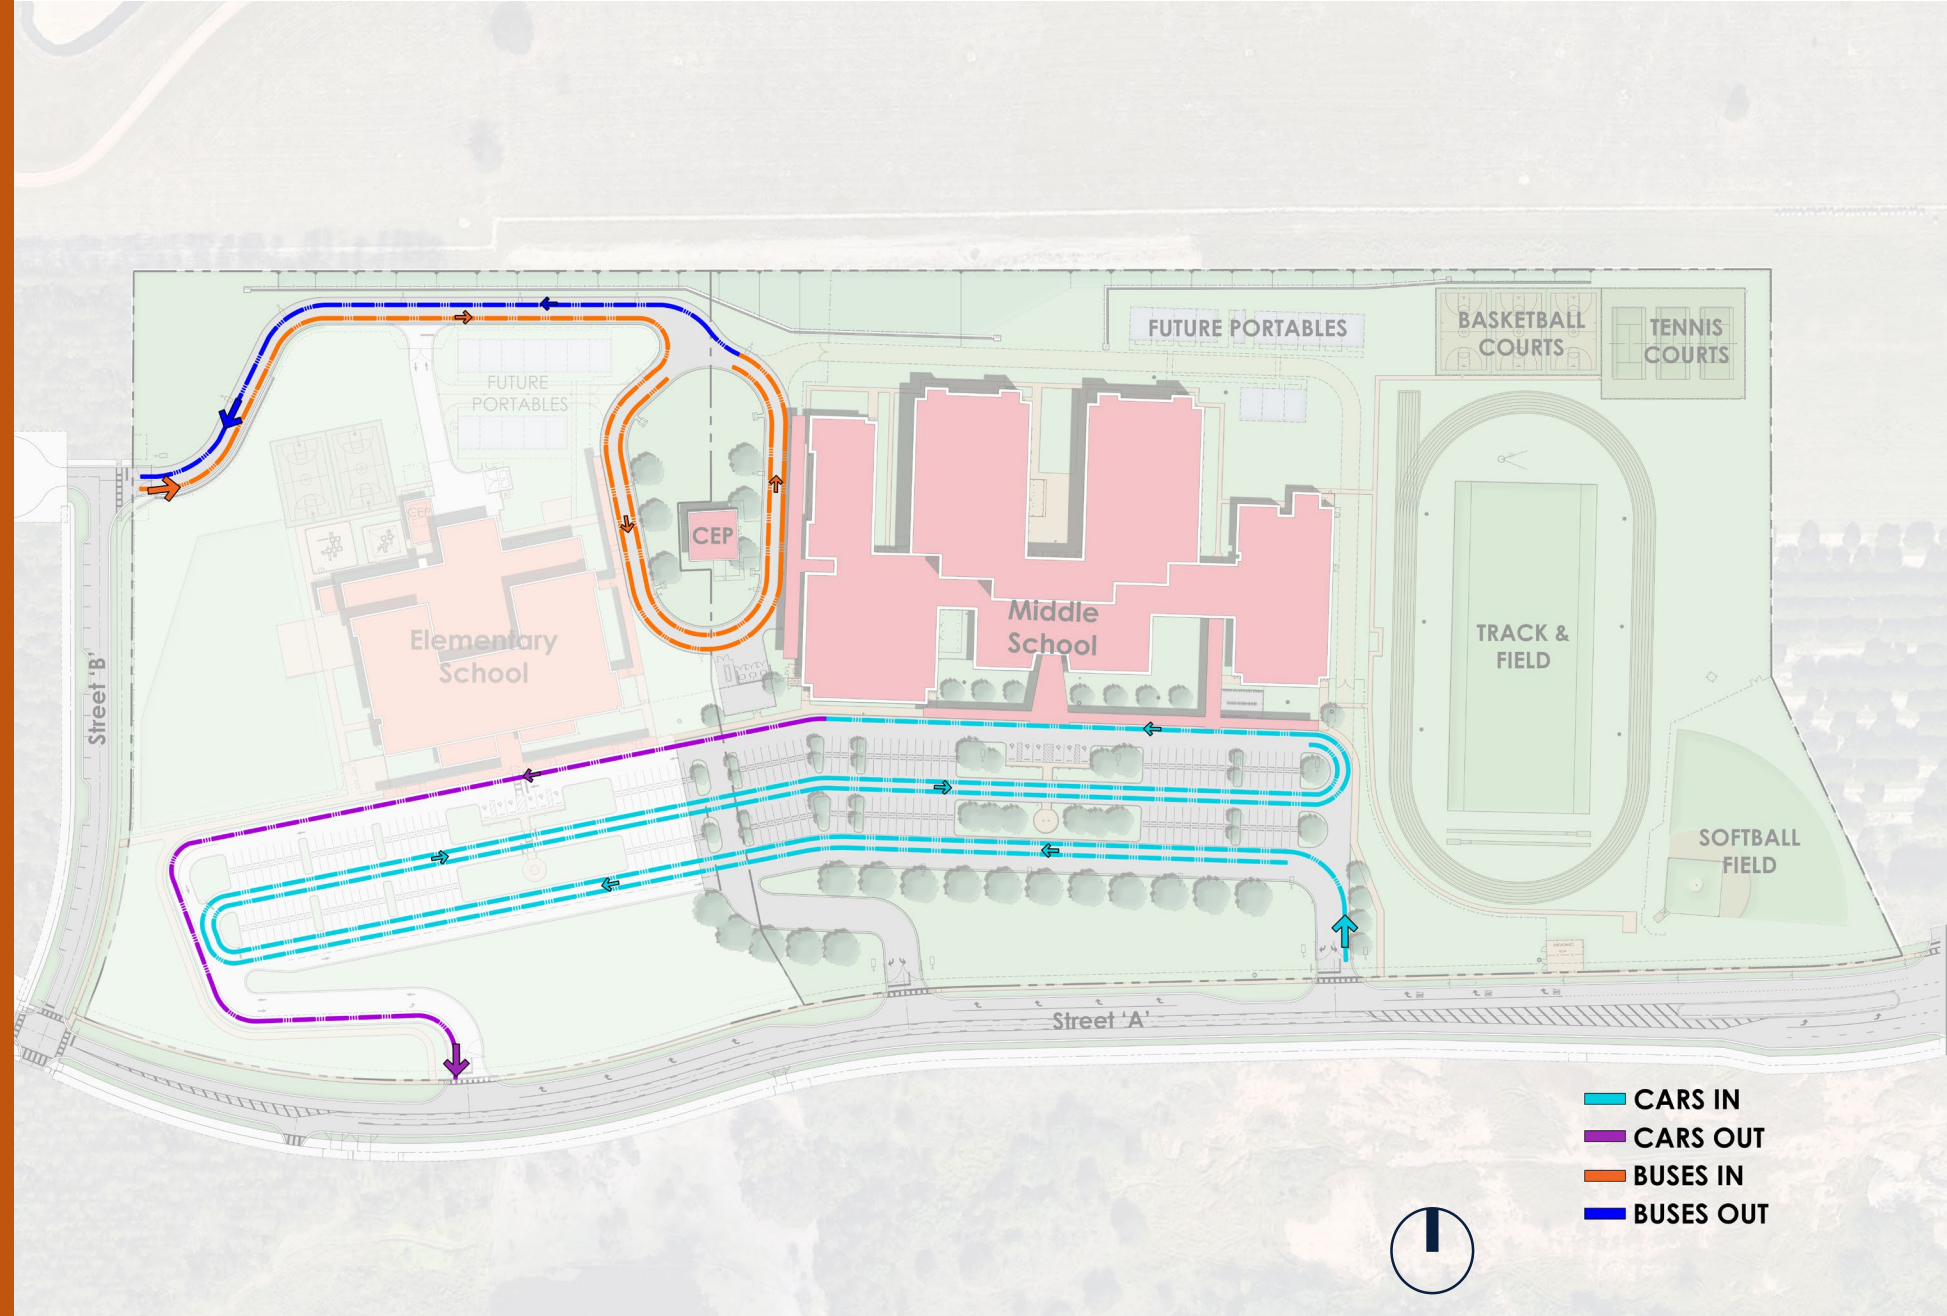 FUTURE PORTABLES
BASKETBALL
COURTS
TENNIS
COURTS
FUTURE
PORTABLES
CEP
CEP
Elementary
School
Middle
School
TRACK &
FIELD
Street 'B'
SOFTBALL
FIELD
Street 'A'
CARS IN
CARS OUT
BUSES IN
BUSES OUT